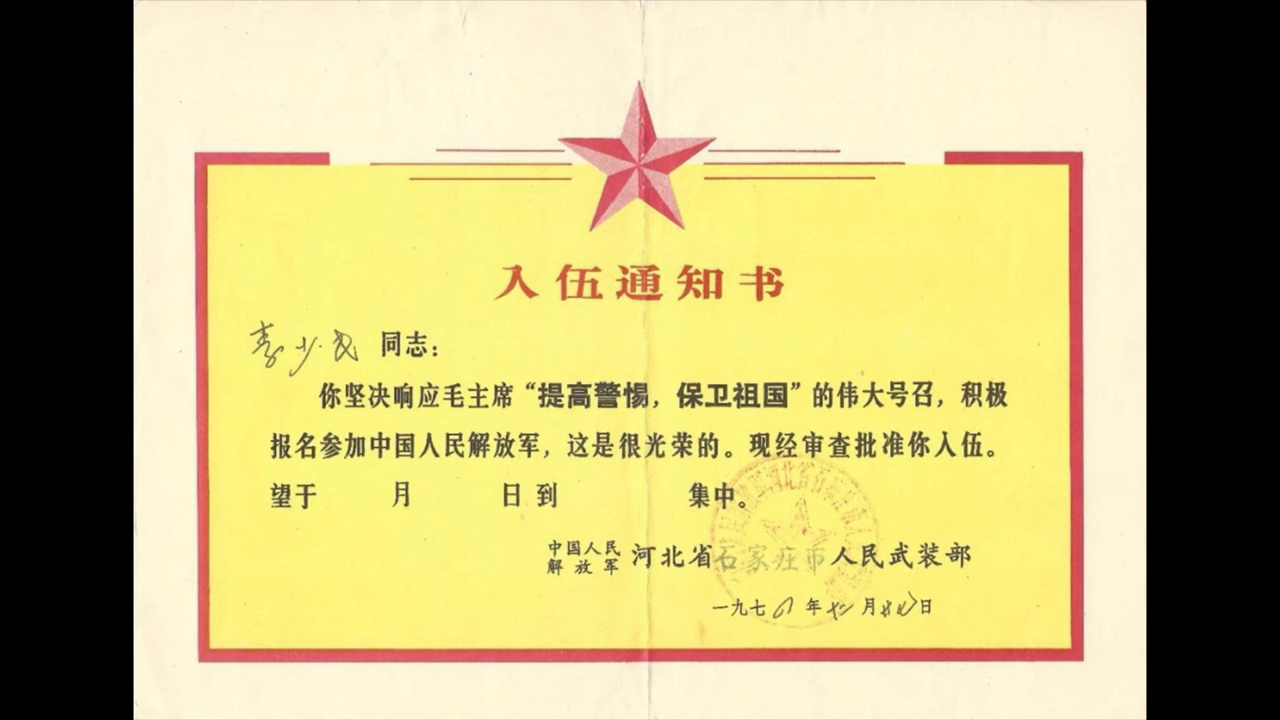 入伍通知书
李少民 同志：
你坚决响应毛主席“提高警惕，保卫祖国”的伟大号召，积极
报名参加中国人民解放军，这是很光荣的。现经审查批准你入伍。
望于 月 日到 集中。
中国人民解放军 河北省石家庄市人民武装部
一九七 年 月 日